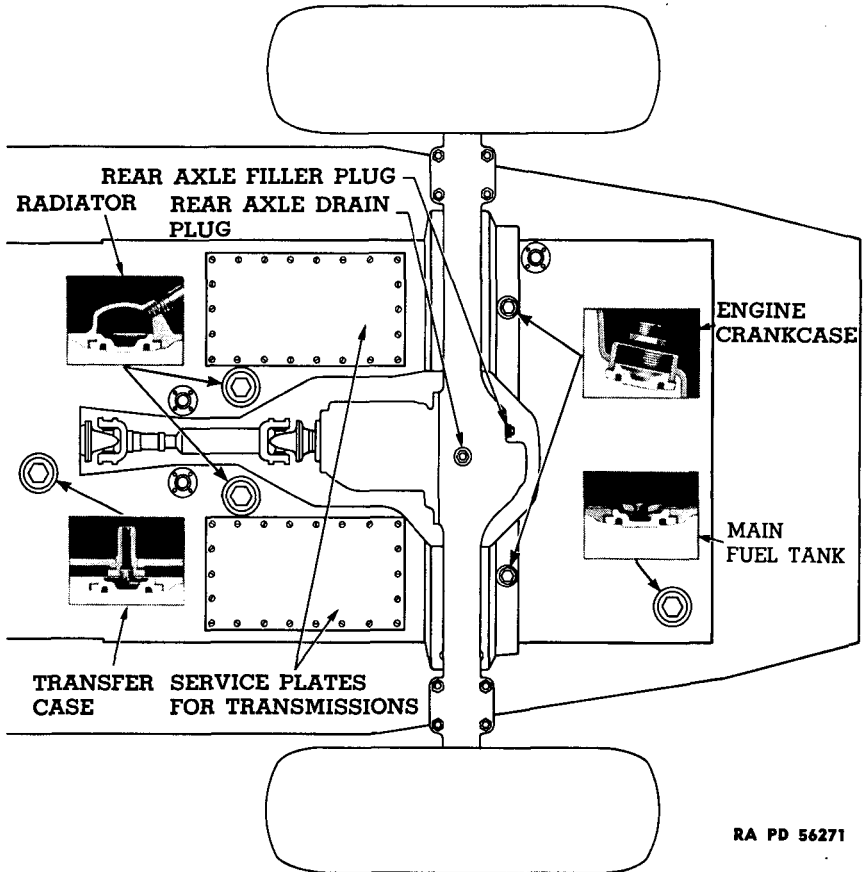 REAR AXLE FILLER PLUG
RADIATOR
REAR AXLE DRAIN
PLUG
ENGINE
CRANKCASE
MAIN
FUEL TANK
TRANSFER
CASE
SERVICE PLATES
FOR TRANSMISSIONS
RA PD 56271